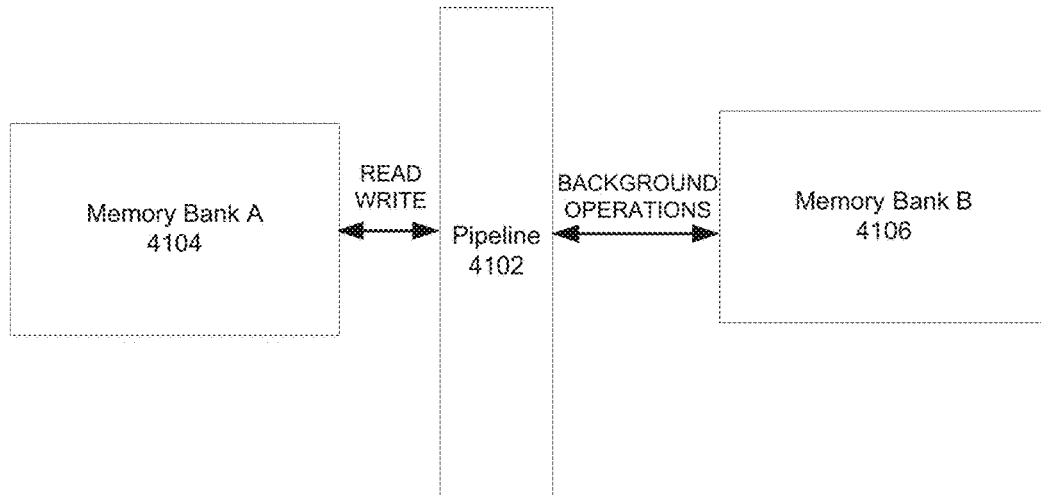 Memory Bank A
4104
READ
WRITE
Pipeline
4102
BACKGROUND
OPERATIONS
Memory Bank B
4106